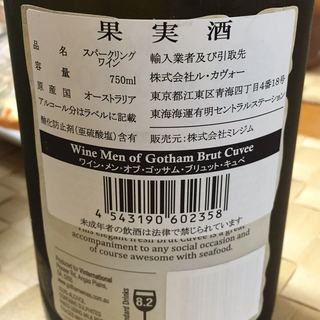 果実酒
品名 スパークリングワイン
容量 750ml
原産国 オーストラリア
アルコール分はラベルに記載
酸化防止剤(亜硫酸塩)含有
輸入業者及び引取先
株式会社ル・カヴォー
東京都江東区青海四丁目4番18号
東海海運有明セントラルステーション
販売元:株式会社ミレジム
Wine Men of Gotham Brut Cuvee
ワイン・メン・オブ・ゴッサム・ブリュット・キュベ
4 543190 602358
未成年者の飲酒は法律で禁じられています
This elegant fresh Brut Cuvee is a great
accompaniment to any social occasion and
of course awesome with seafood.
8.2